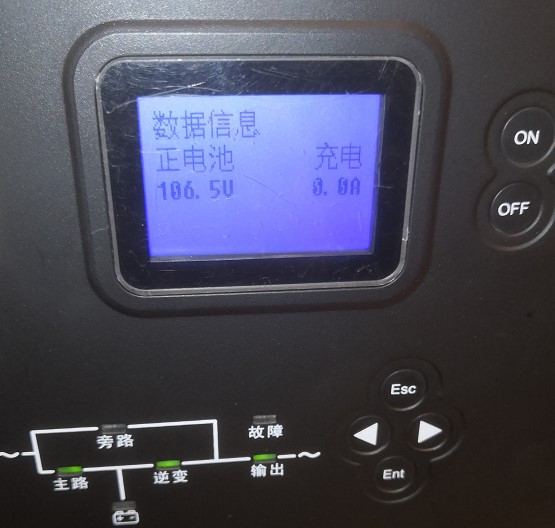 数据信息
正电池 充电
106.5V 0.0A
ON
OFF
Esc
Ent
旁路
故障
主路
逆变
输出